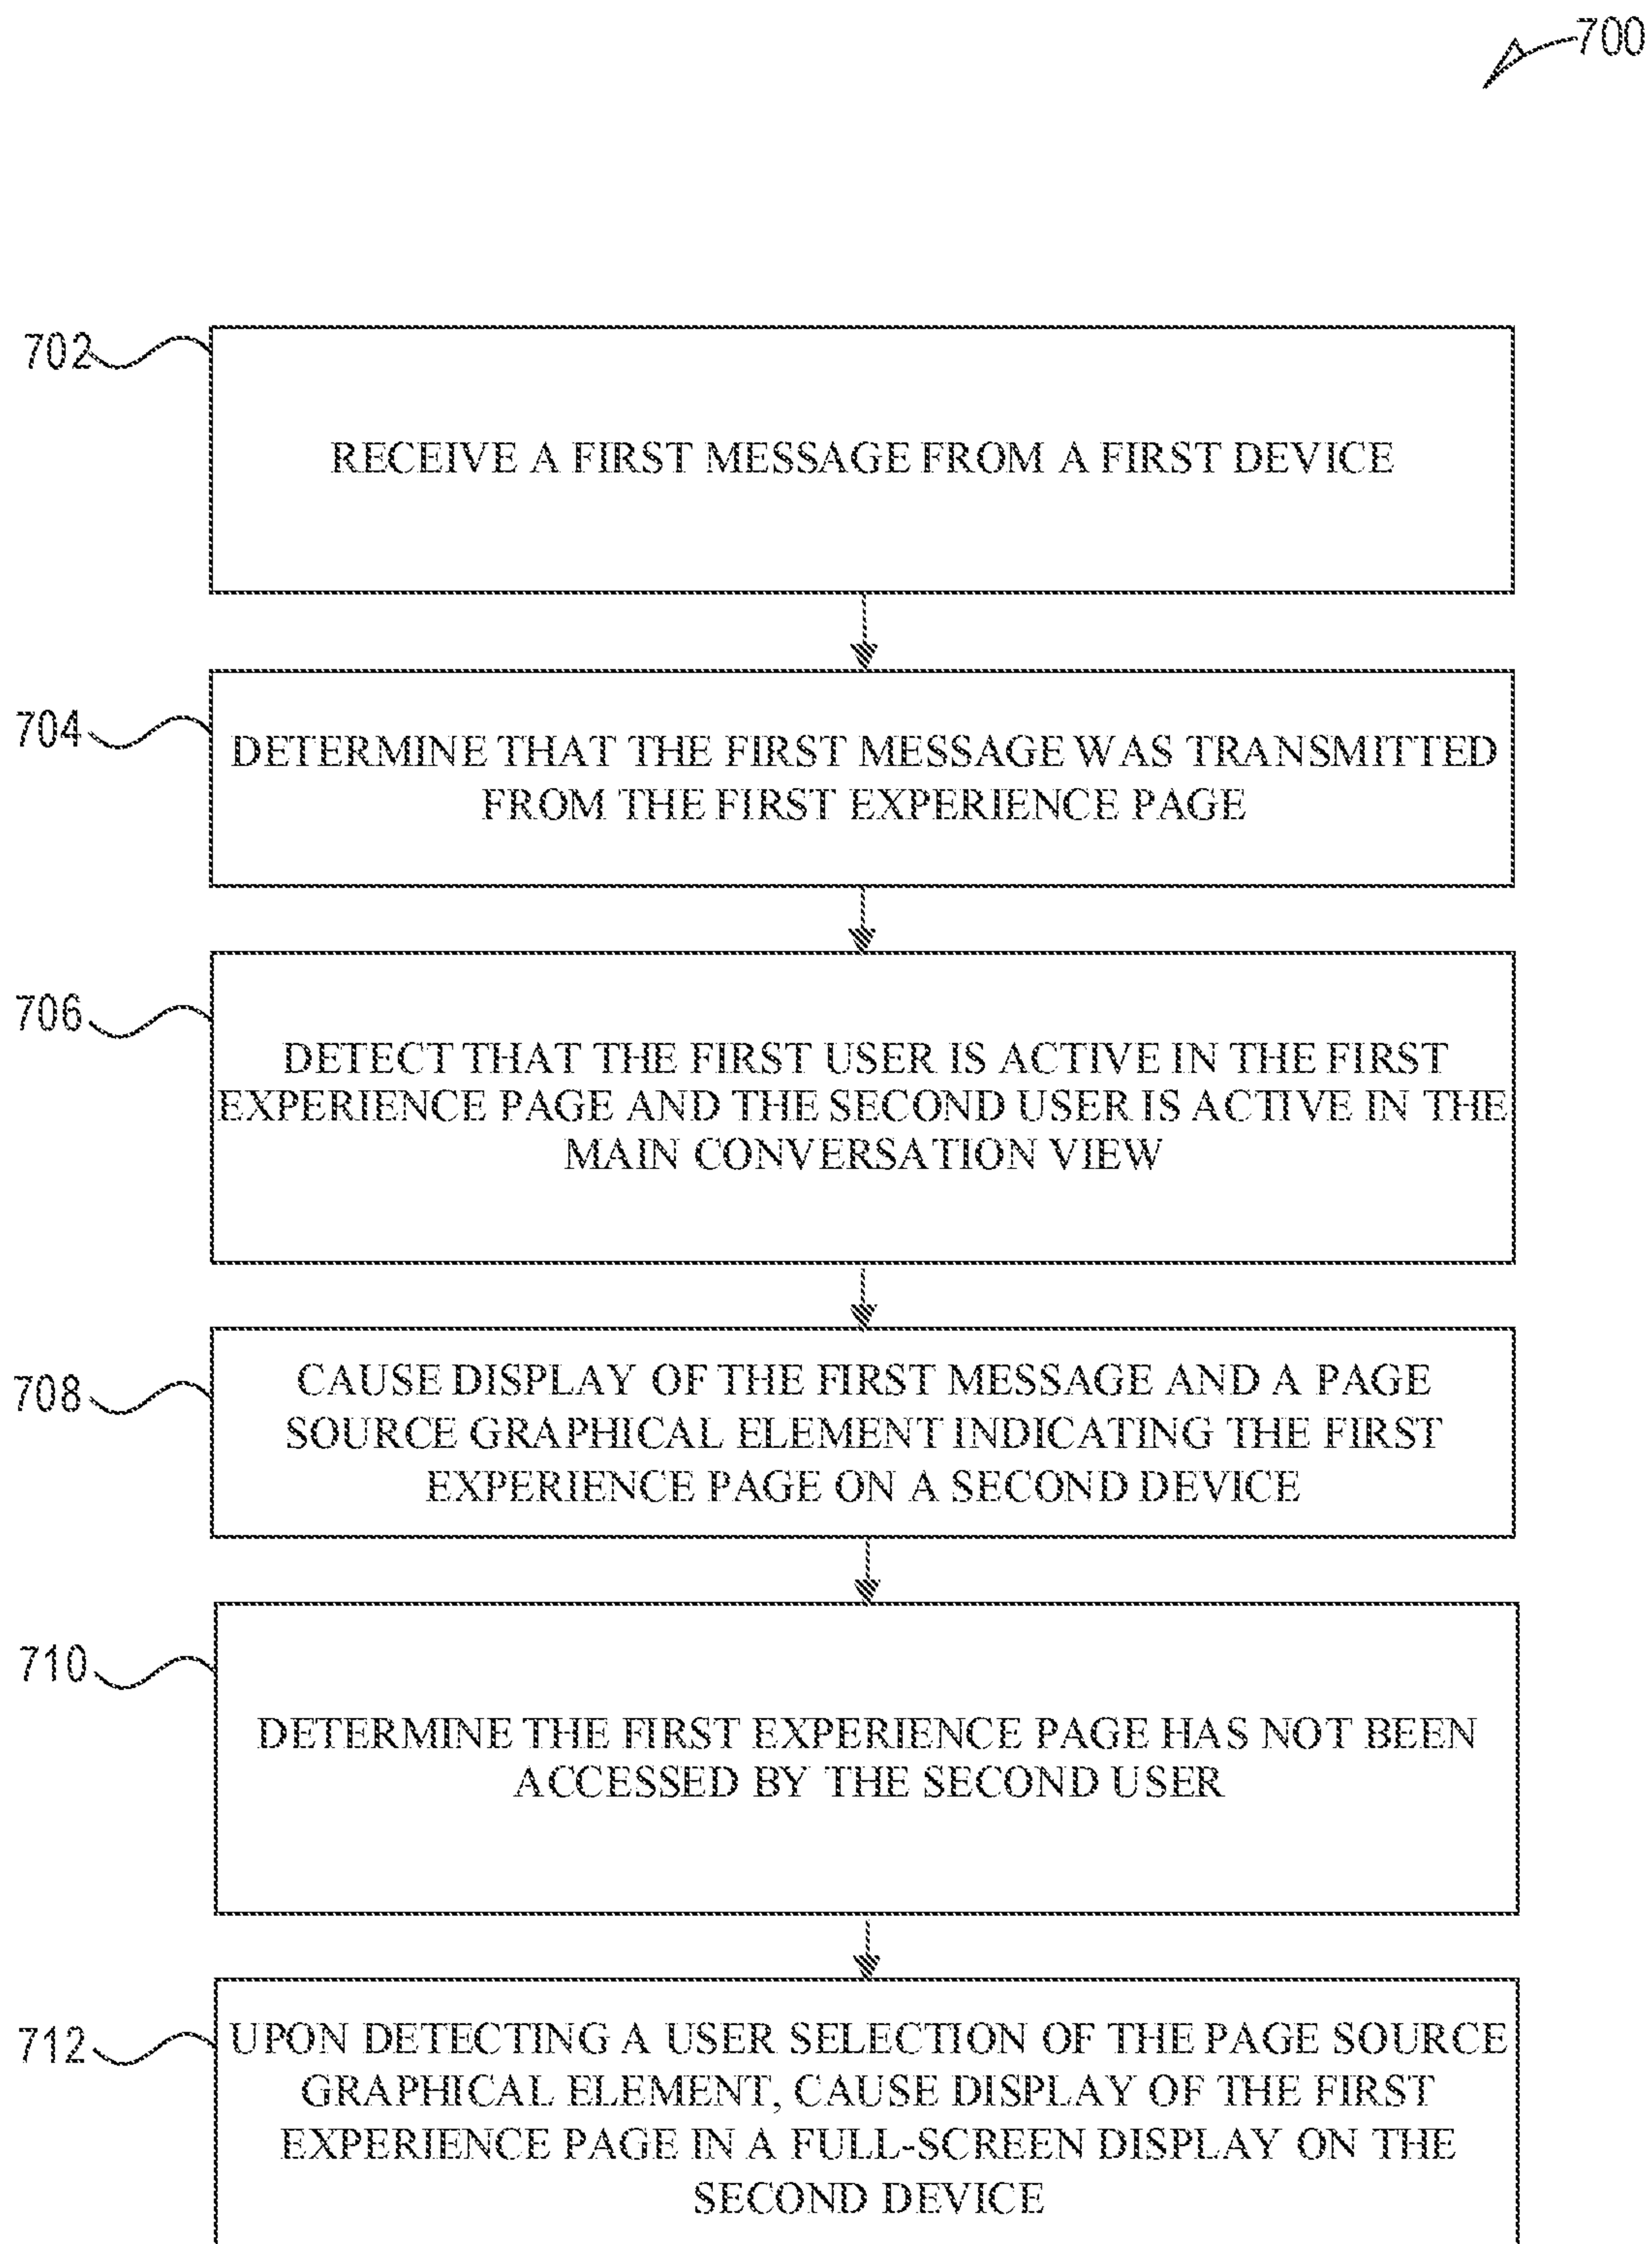 700
702
RECEIVE A FIRST MESSAGE FROM A FIRST DEVICE
704
DETERMINE THAT THE FIRST MESSAGE WAS TRANSMITTED
FROM THE FIRST EXPERIENCE PAGE
706
DETECT THAT THE FIRST USER IS ACTIVE IN THE FIRST
EXPERIENCE PAGE AND THE SECOND USER IS ACTIVE IN THE
MAIN CONVERSATION VIEW
708
CAUSE DISPLAY OF THE FIRST MESSAGE AND A PAGE
SOURCE GRAPHICAL ELEMENT INDICATING THE FIRST
EXPERIENCE PAGE ON A SECOND DEVICE
710
DETERMINE THE FIRST EXPERIENCE PAGE HAS NOT BEEN
ACCESSED BY THE SECOND USER
712
UPON DETECTING A USER SELECTION OF THE PAGE SOURCE
GRAPHICAL ELEMENT, CAUSE DISPLAY OF THE FIRST
EXPERIENCE PAGE IN A FULL-SCREEN DISPLAY ON THE
SECOND DEVICE